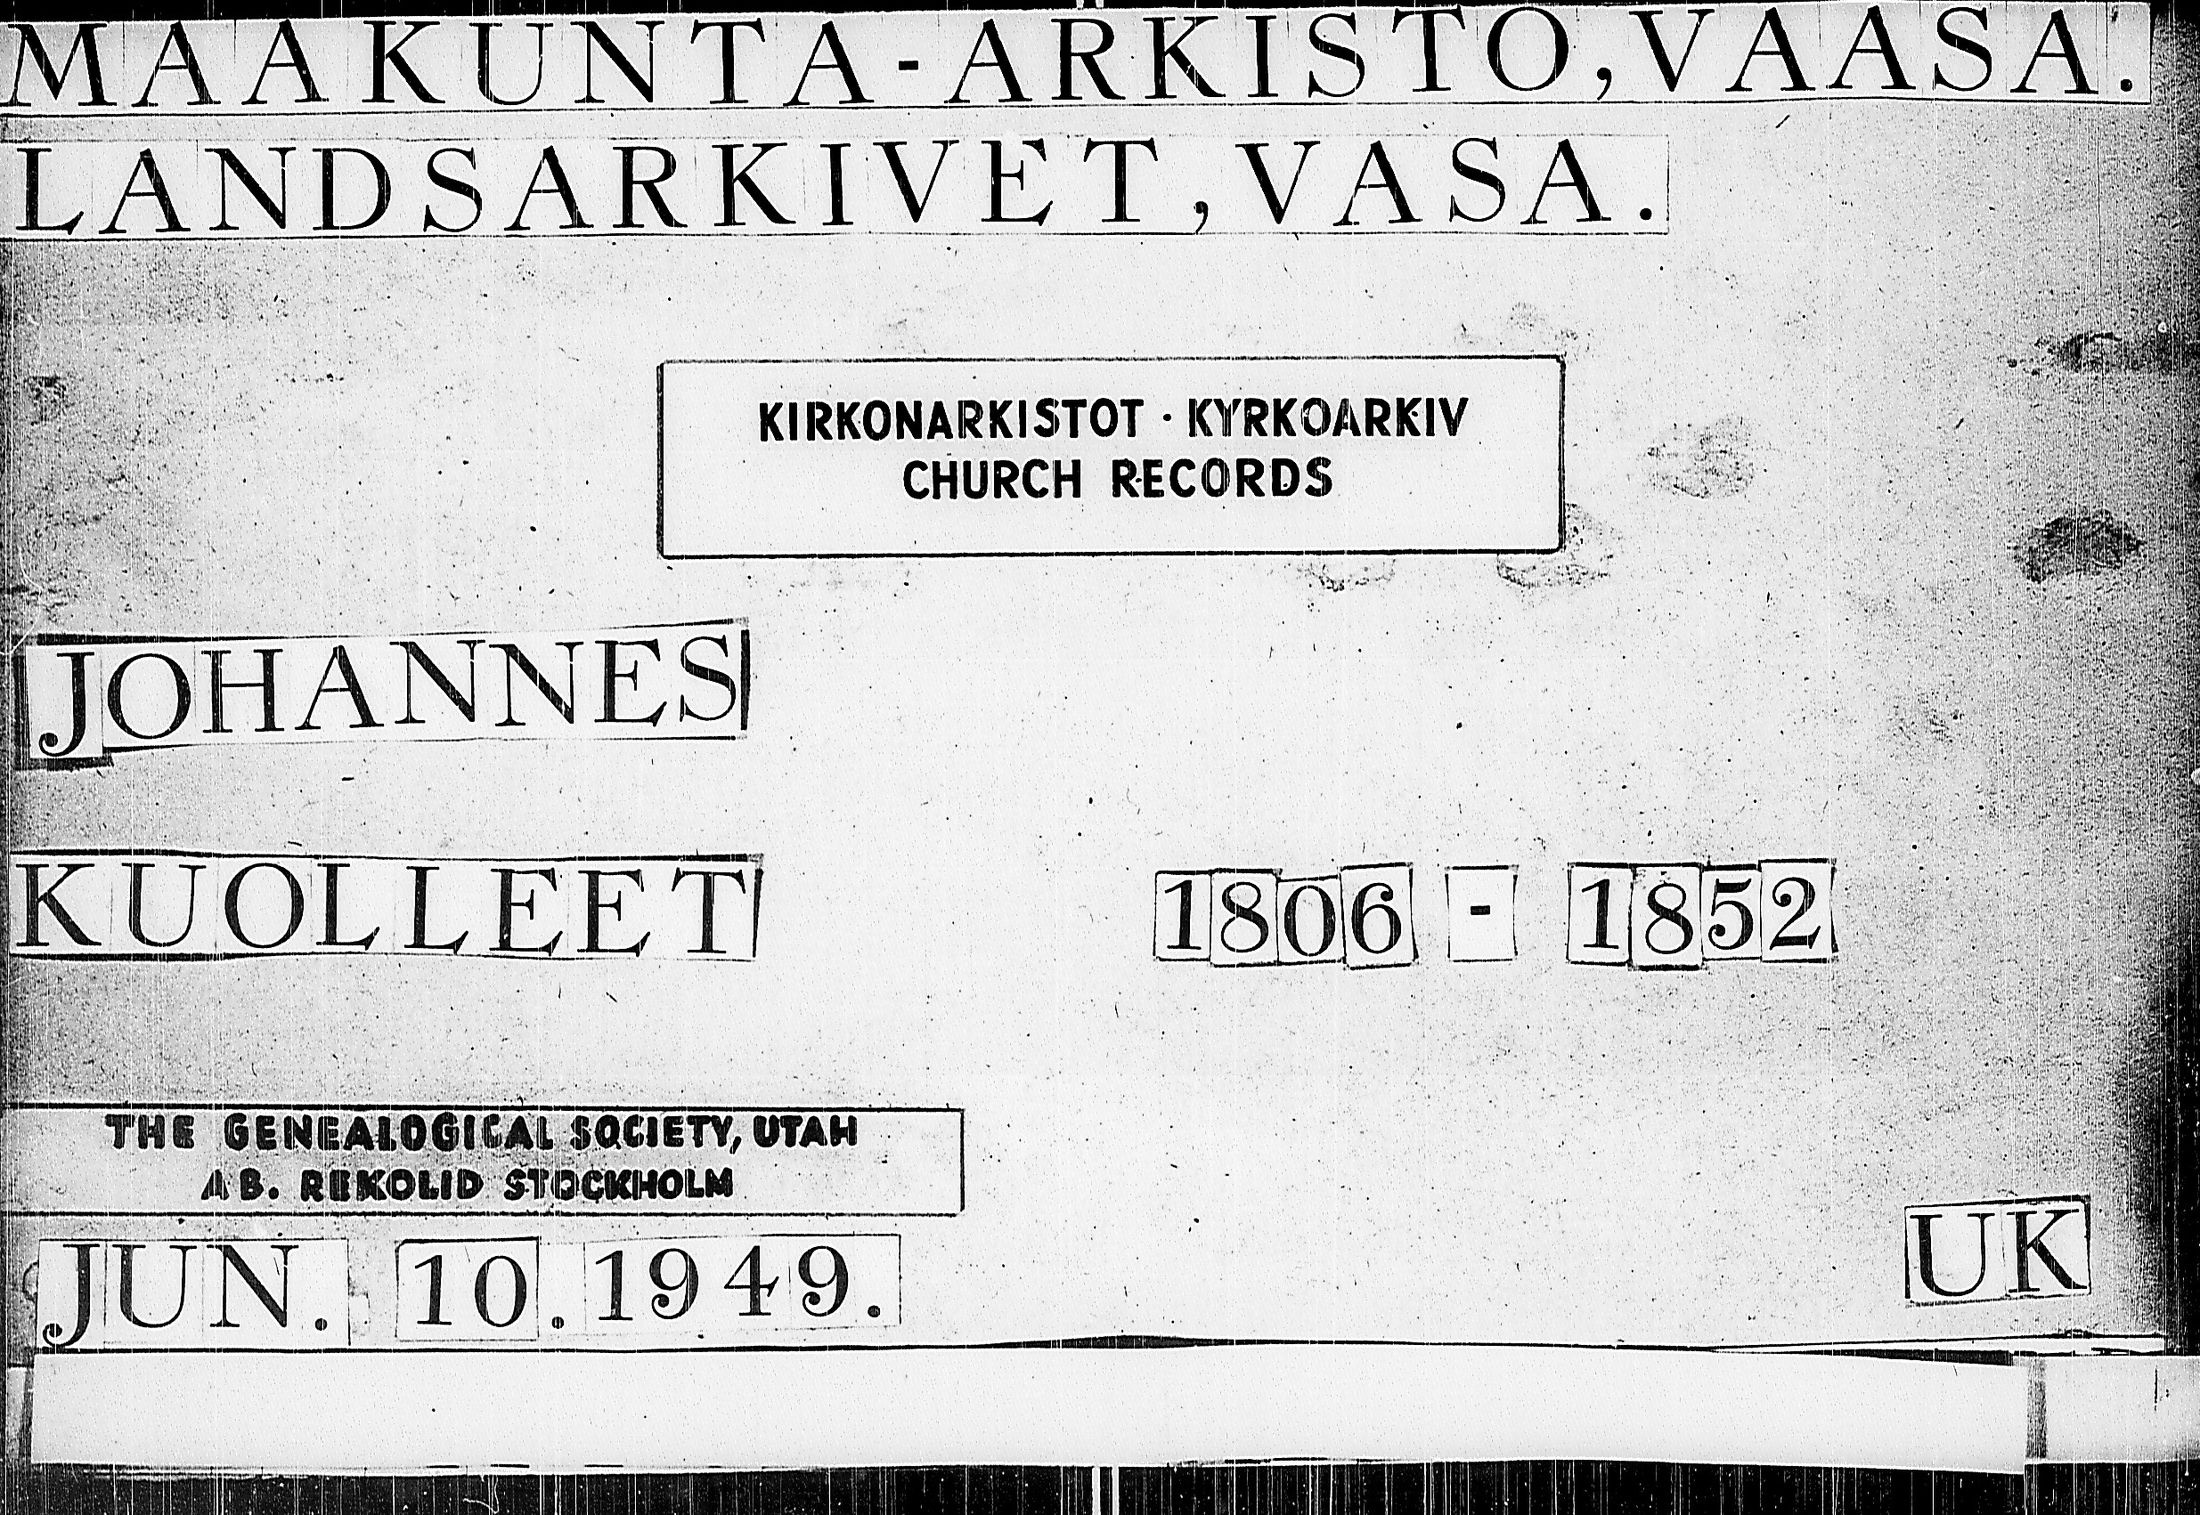 MAAKUNTA-ARKISTO, VAASA.
LANDSARKIVET, VASA.
KIRKONARKISTOT · KYRKOARKIV
CHURCH RECORDS
JOHANNES
KUOLLEET 1806 - 1852
THE GENEALOGICAL SOCIETY, UTAH
AB. REKOLID STOCKHOLM
JUN. 10. 1949.
UK